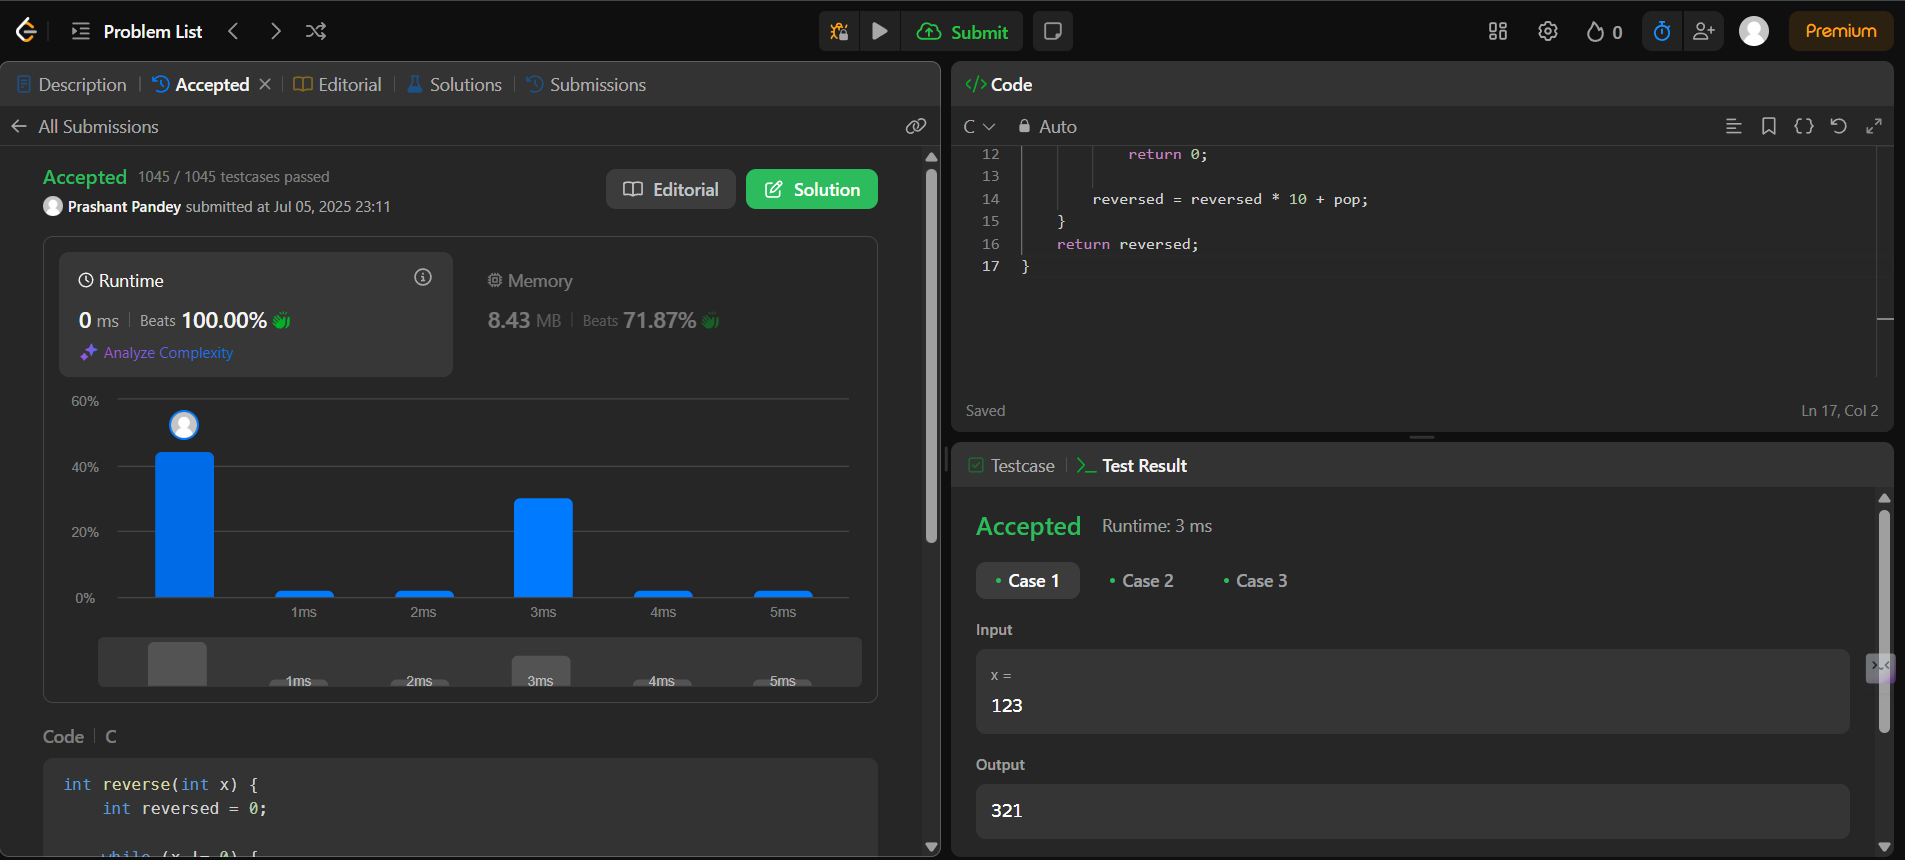 Problem List
Submit
0
Premium
Description
Accepted
Editorial
Solutions
Submissions
All Submissions
Accepted 1045 / 1045 testcases passed
Prashant Pandey submitted at Jul 05, 2025 23:11
Editorial
Solution
Runtime
0 ms Beats 100.00%
Analyze Complexity
Memory
8.43 MB Beats 71.87%
60%
40%
20%
0%
1ms 2ms 3ms 4ms 5ms
1ms 2ms 3ms 4ms 5ms
Code C
int reverse(int x) {
int reversed = 0;
while (x != 0) {
</> Code
C Auto
12 return 0;
13
14 reversed = reversed * 10 + pop;
15 }
16 return reversed;
17 }
Saved
Ln 17, Col 2
Testcase
Test Result
Accepted Runtime: 3 ms
Case 1 Case 2 Case 3
Input
x =
123
Output
321